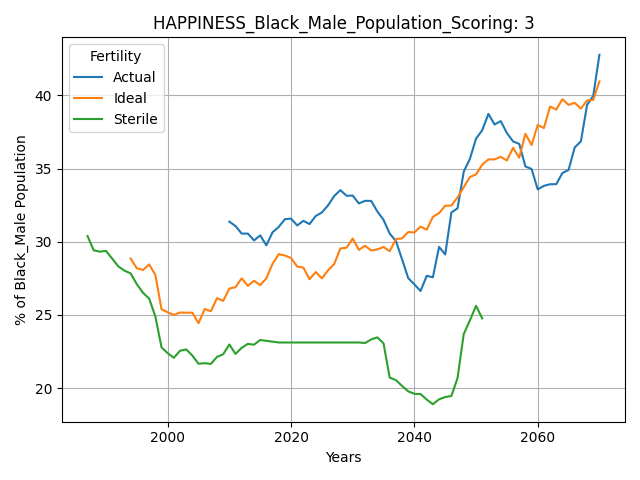 HAPPINESS_Black_Male_Population_Scoring: 3
Fertility
Actual
Ideal
Sterile
% of Black_Male Population
40
35
30
25
20
2000
2020
2040
2060
Years